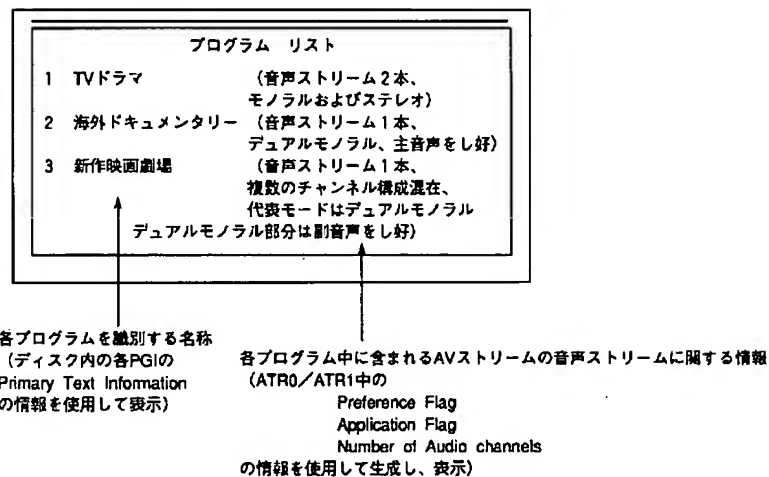 プログラム リスト
1 TVドラマ (音声ストリーム2本、
モノラルおよびステレオ)
2 海外ドキュメンタリー (音声ストリーム1本、
デュアルモノラル、主音声をし好)
3 新作映画劇場 (音声ストリーム1本、
複数のチャンネル構成混在、
代表モードはデュアルモノラル
デュアルモノラル部分は副音声をし好)
各プログラムを識別する名称
(ディスク内の各PGIの
Primary Text Information
の情報を使用して表示)
各プログラム中に含まれるAVストリームの音声ストリームに関する情報
(ATR0/ATR1中の
Preference Flag
Application Flag
Number of Audio channels
の情報を使用して生成し、表示)